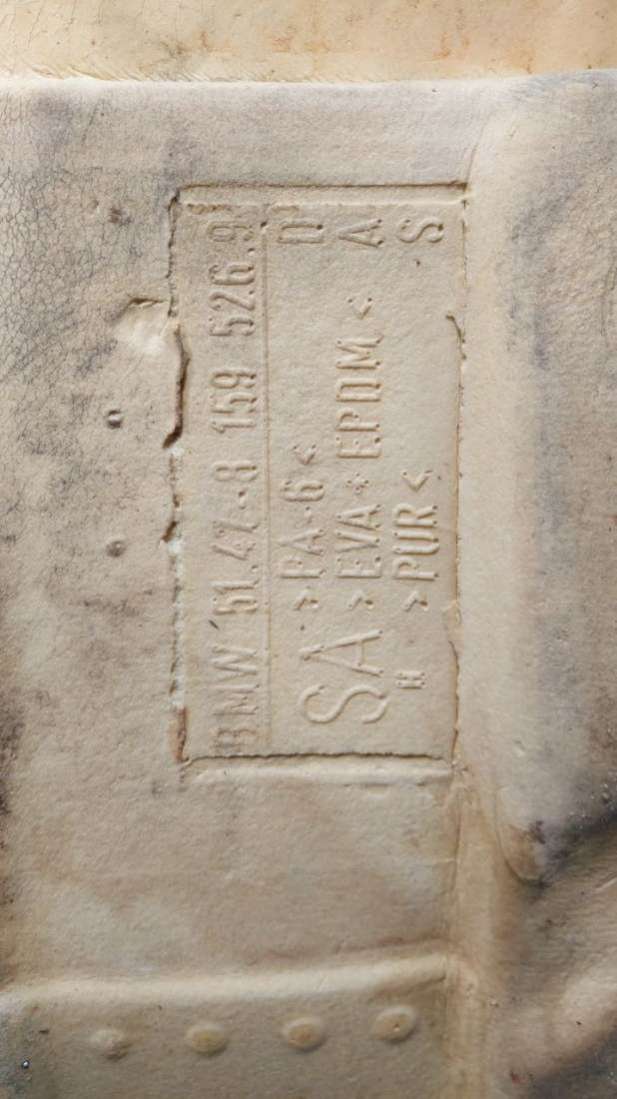 BMW 51.47-8 159 526.9
SA >PA-6< D
>EVA+EPDM< A
H >PUR< S